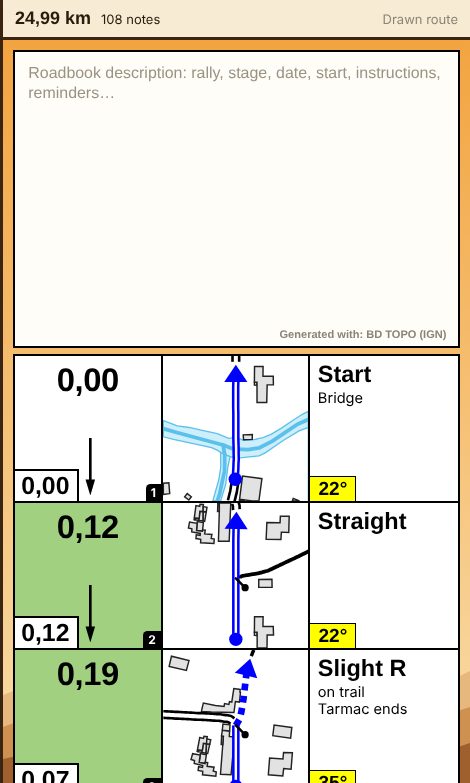 24,99 km 108 notes Drawn route
Roadbook description: rally, stage, date, start, instructions,
reminders…
Generated with: BD TOPO (IGN)
0,00
Start
Bridge
0,00
1
22°
0,12
Straight
0,12
2
22°
0,19
Slight R
on trail
Tarmac ends
0,07
35°